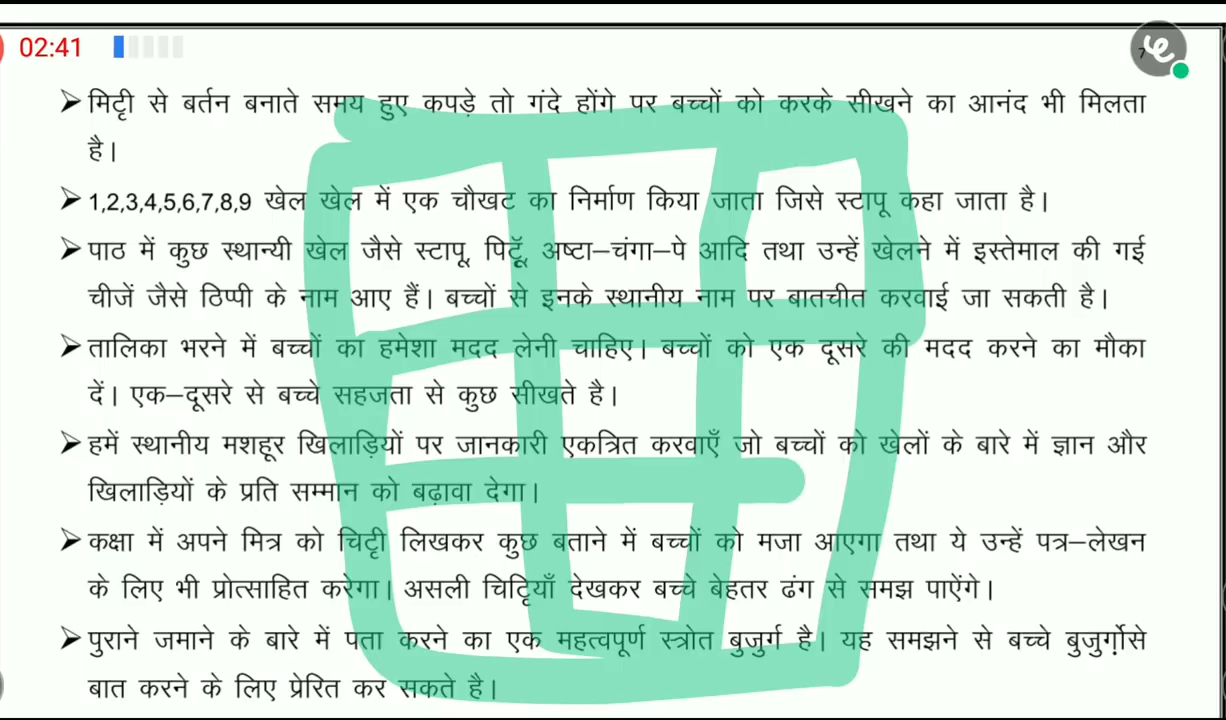 02:41
7
➤ मिट्टी से बर्तन बनाते समय हुए कपड़े तो गंदे होंगे पर बच्चों को करके सीखने का आनंद भी मिलता
है।
➤ 1,2,3,4,5,6,7,8,9 खेल खेल में एक चौखट का निर्माण किया जाता जिसे स्टापू कहा जाता है।
➤ पाठ में कुछ स्थान्यी खेल जैसे स्टापू, पिट्टूॅ, अष्टा–चंगा–पे आदि तथा उन्हें खेलने में इस्तेमाल की गई
चीजें जैसे ठिप्पी के नाम आए हैं। बच्चों से इनके स्थानीय नाम पर बातचीत करवाई जा सकती है।
➤ तालिका भरने में बच्चों का हमेशा मदद लेनी चाहिए। बच्चों को एक दूसरे की मदद करने का मौका
दें। एक–दूसरे से बच्चे सहजता से कुछ सीखते है।
➤ हमें स्थानीय मशहूर खिलाड़ियों पर जानकारी एकत्रित करवाएँ जो बच्चों को खेलों के बारे में ज्ञान और
खिलाड़ियों के प्रति सम्मान को बढ़ावा देगा।
➤ कक्षा में अपने मित्र को चिट्टी लिखकर कुछ बताने में बच्चों को मजा आएगा तथा ये उन्हें पत्र–लेखन
के लिए भी प्रोत्साहित करेगा। असली चिट्टियाँ देखकर बच्चे बेहतर ढंग से समझ पाऐंगे।
➤ पुराने जमाने के बारे में पता करने का एक महत्वपूर्ण स्त्रोत बुजुर्ग है। यह समझने से बच्चे बुजुर्गोंसे
बात करने के लिए प्रेरित कर सकते है।